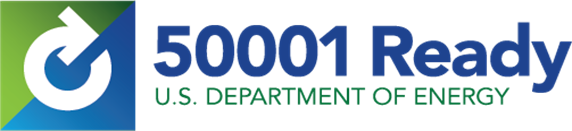 50001 Ready
U.S. DEPARTMENT OF ENERGY